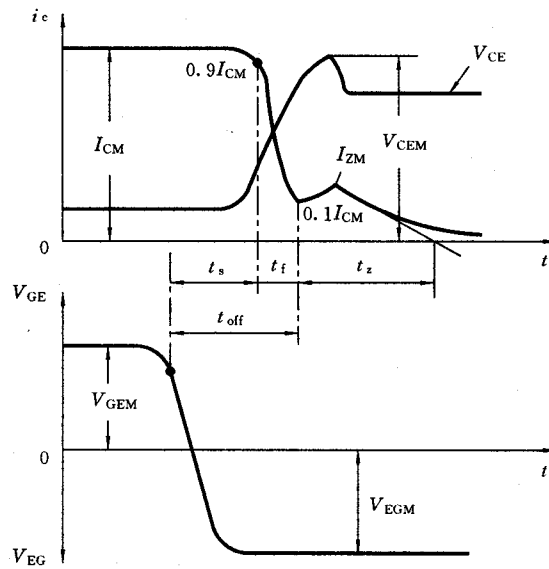 i_c
V_CE
0.9I_CM
I_CM
V_CEM
I_ZM
0.1I_CM
0
t
t_s
t_f
t_z
V_GE
t_off
V_GEM
0
t
V_EGM
V_EG